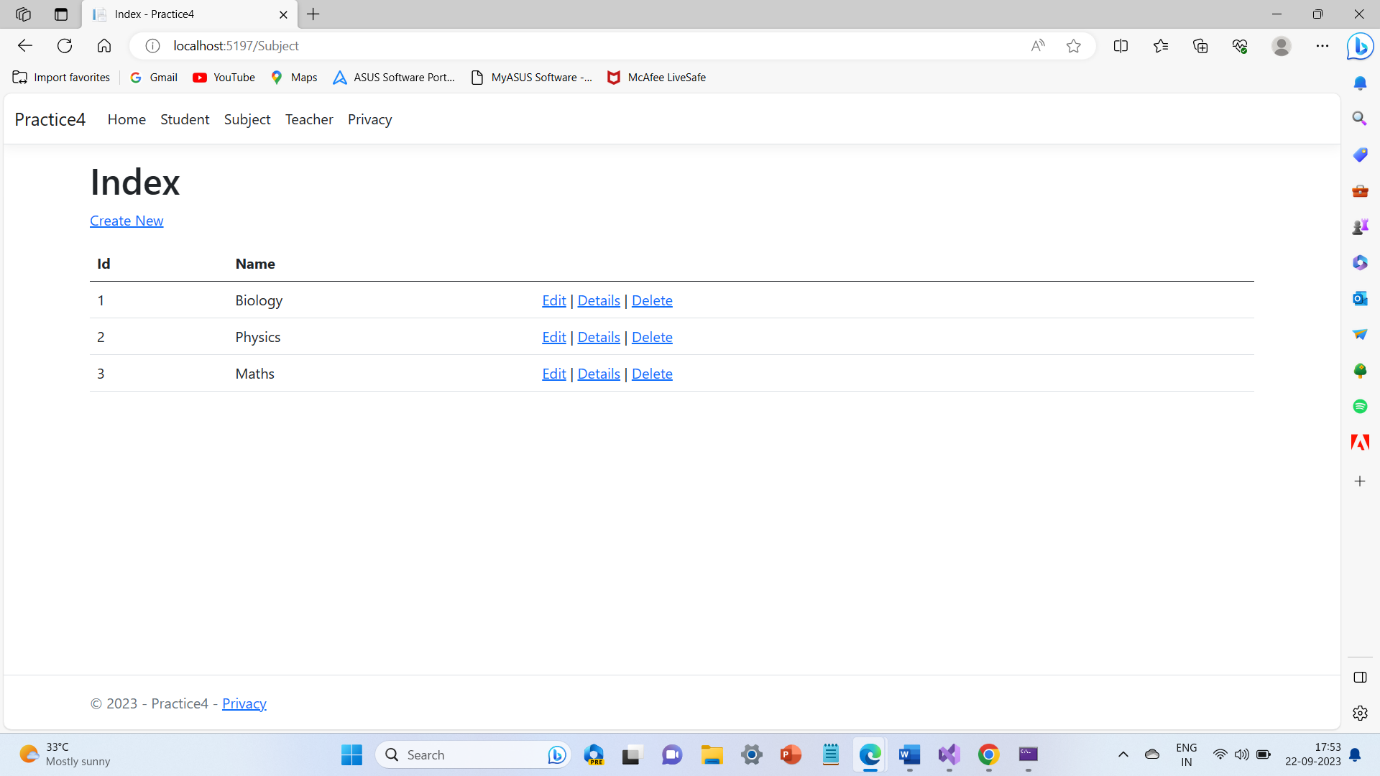 Index - Practice4
localhost:5197/Subject
Import favorites Gmail YouTube Maps ASUS Software Port... MyASUS Software -... McAfee LiveSafe
Practice4 Home Student Subject Teacher Privacy
Index
Create New
Id Name
1 Biology Edit | Details | Delete
2 Physics Edit | Details | Delete
3 Maths Edit | Details | Delete
© 2023 - Practice4 - Privacy
33°C
Mostly sunny
Search
PRE
ENG
IN
17:53
22-09-2023